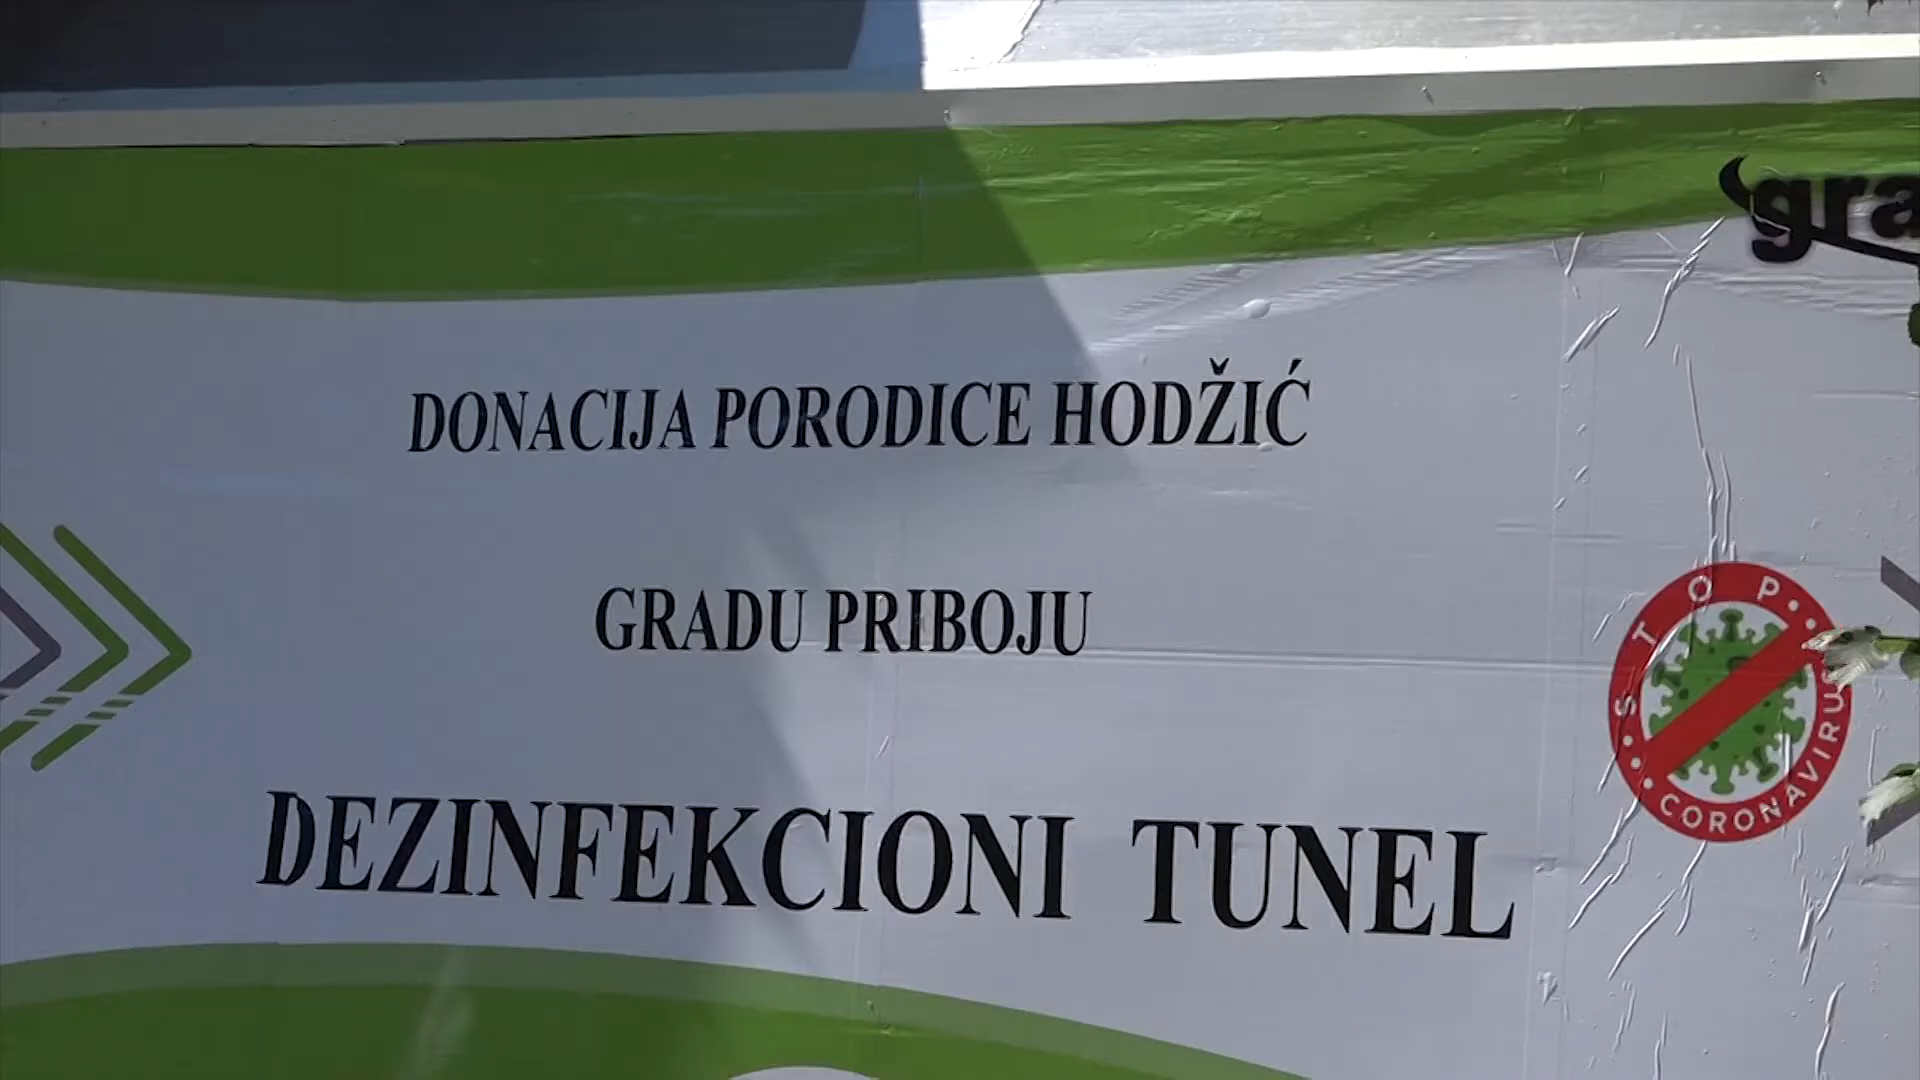 DONACIJA PORODICE HODŽIĆ
GRADU PRIBOJU
DEZINFEKCIONI TUNEL
STOP
CORONAVIRUS